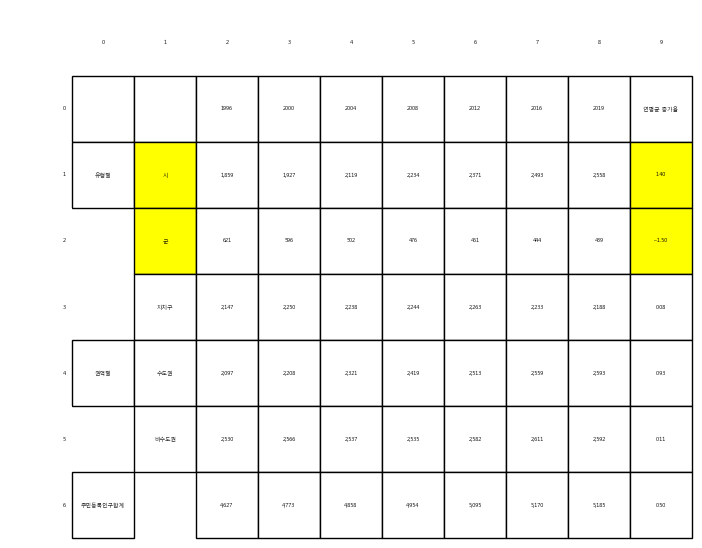 0 1 2 3 4 5 6 7 8 9
0 1996 2000 2004 2008 2012 2016 2019 연평균 증가율
1 유형별 시 1,859 1,927 2,119 2,234 2,371 2,493 2,558 1.40
2 군 621 596 502 476 461 444 439 −1.50
3 자치구 2,147 2,250 2,238 2,244 2,263 2,233 2,188 0.08
4 권역별 수도권 2,097 2,208 2,321 2,419 2,513 2,559 2,593 0.93
5 비수도권 2,530 2,566 2,537 2,535 2,582 2,611 2,592 0.11
6 주민등록인구합계 4,627 4,773 4,858 4,954 5,095 5,170 5,185 0.50